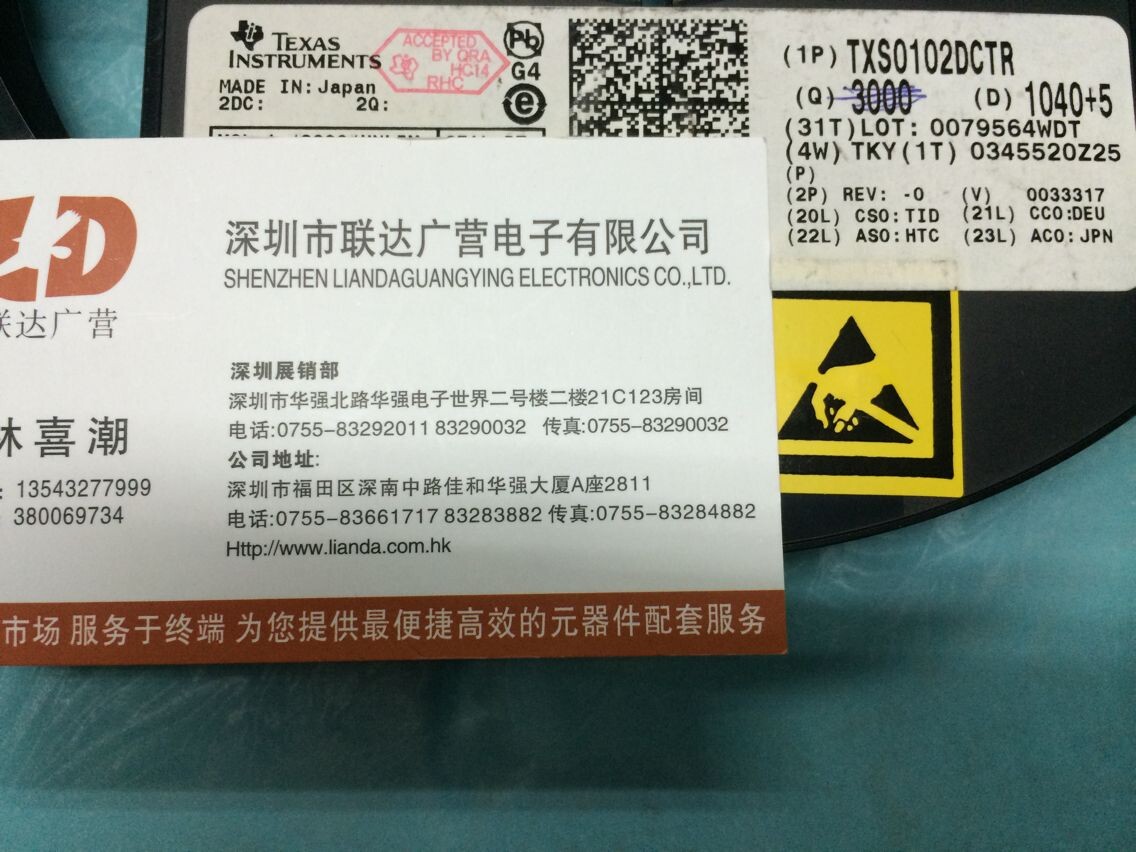 TEXAS
INSTRUMENTS
ACCEPTED
BY QRA
HC14
RHC
Pb
G4
e
MADE IN: Japan
2DC: 2Q:
(1P) TXS0102DCTR
(Q) 3000 (D) 1040+5
(31T)LOT: 0079564WDT
(4W) TKY(1T) 0345520Z25
(P)
(2P) REV: -0 (V) 0033317
(20L) CSO:TID (21L) CCO:DEU
(22L) ASO:HTC (23L) ACO:JPN
联达广营
深圳市联达广营电子有限公司
SHENZHEN LIANDAGUANGYING ELECTRONICS CO.,LTD.
喜潮
: 13543277999
: 380069734
深圳展销部
深圳市华强北路华强电子世界二号楼二楼21C123房间
电话:0755-83292011 83290032 传真:0755-83290032
公司地址:
深圳市福田区深南中路佳和华强大厦A座2811
电话:0755-83661717 83283882 传真:0755-83284882
Http://www.lianda.com.hk
市场 服务于终端 为您提供最便捷高效的元器件配套服务